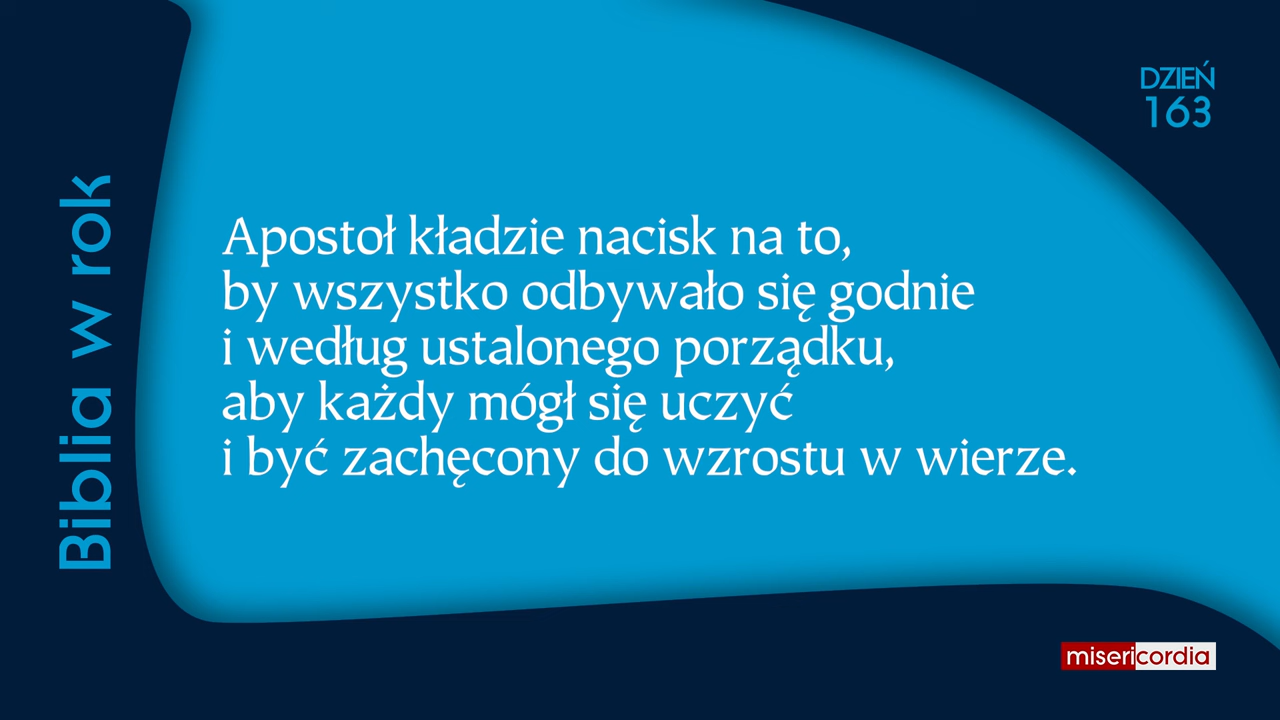 Biblia w rok
DZIEŃ
163
Apostoł kładzie nacisk na to,
by wszystko odbywało się godnie
i według ustalonego porządku,
aby każdy mógł się uczyć
i być zachęcony do wzrostu w wierze.
misericordia